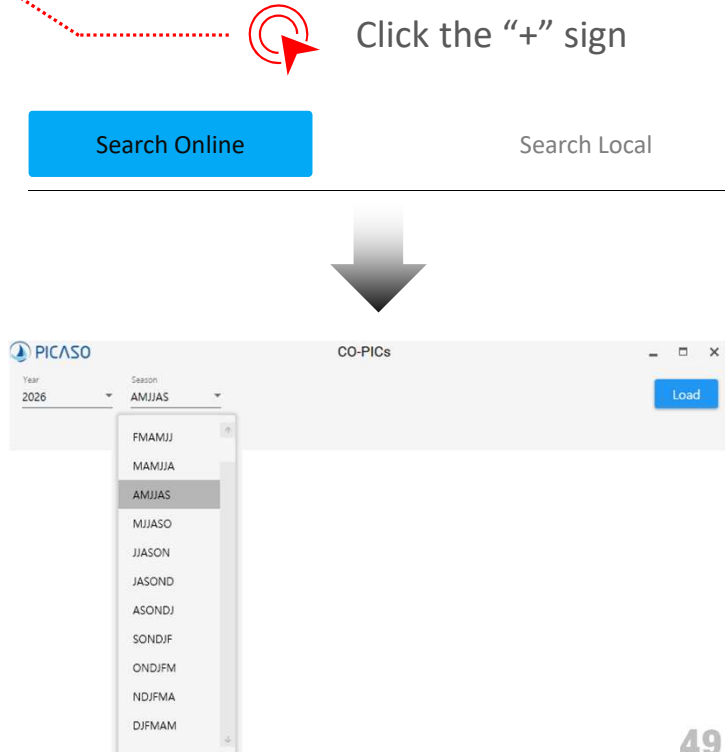 Click the “+” sign
Search Online
Search Local
PICASO
CO-PICs
Year
Season
2026
AMJJAS
Load
FMAMJJ
MAMJJA
AMJJAS
MJJASO
JJASON
JASOND
ASONDJ
SONDJF
ONDJFM
NDJFMA
DJFMAM
49